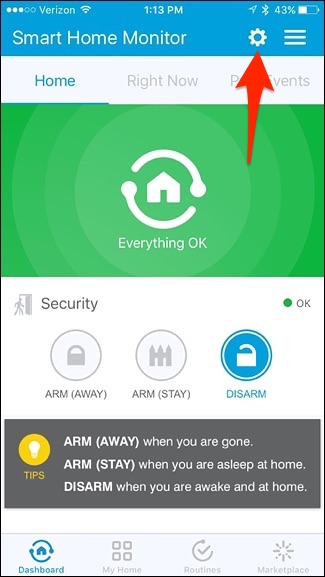 Verizon 1:13 PM 43%
Smart Home Monitor
Home Right Now Events
Everything OK
Security OK
ARM (AWAY) ARM (STAY) DISARM
ARM (AWAY) when you are gone.
ARM (STAY) when you are asleep at home.
TIPS
DISARM when you are awake and at home.
Dashboard My Home Routines Marketplace